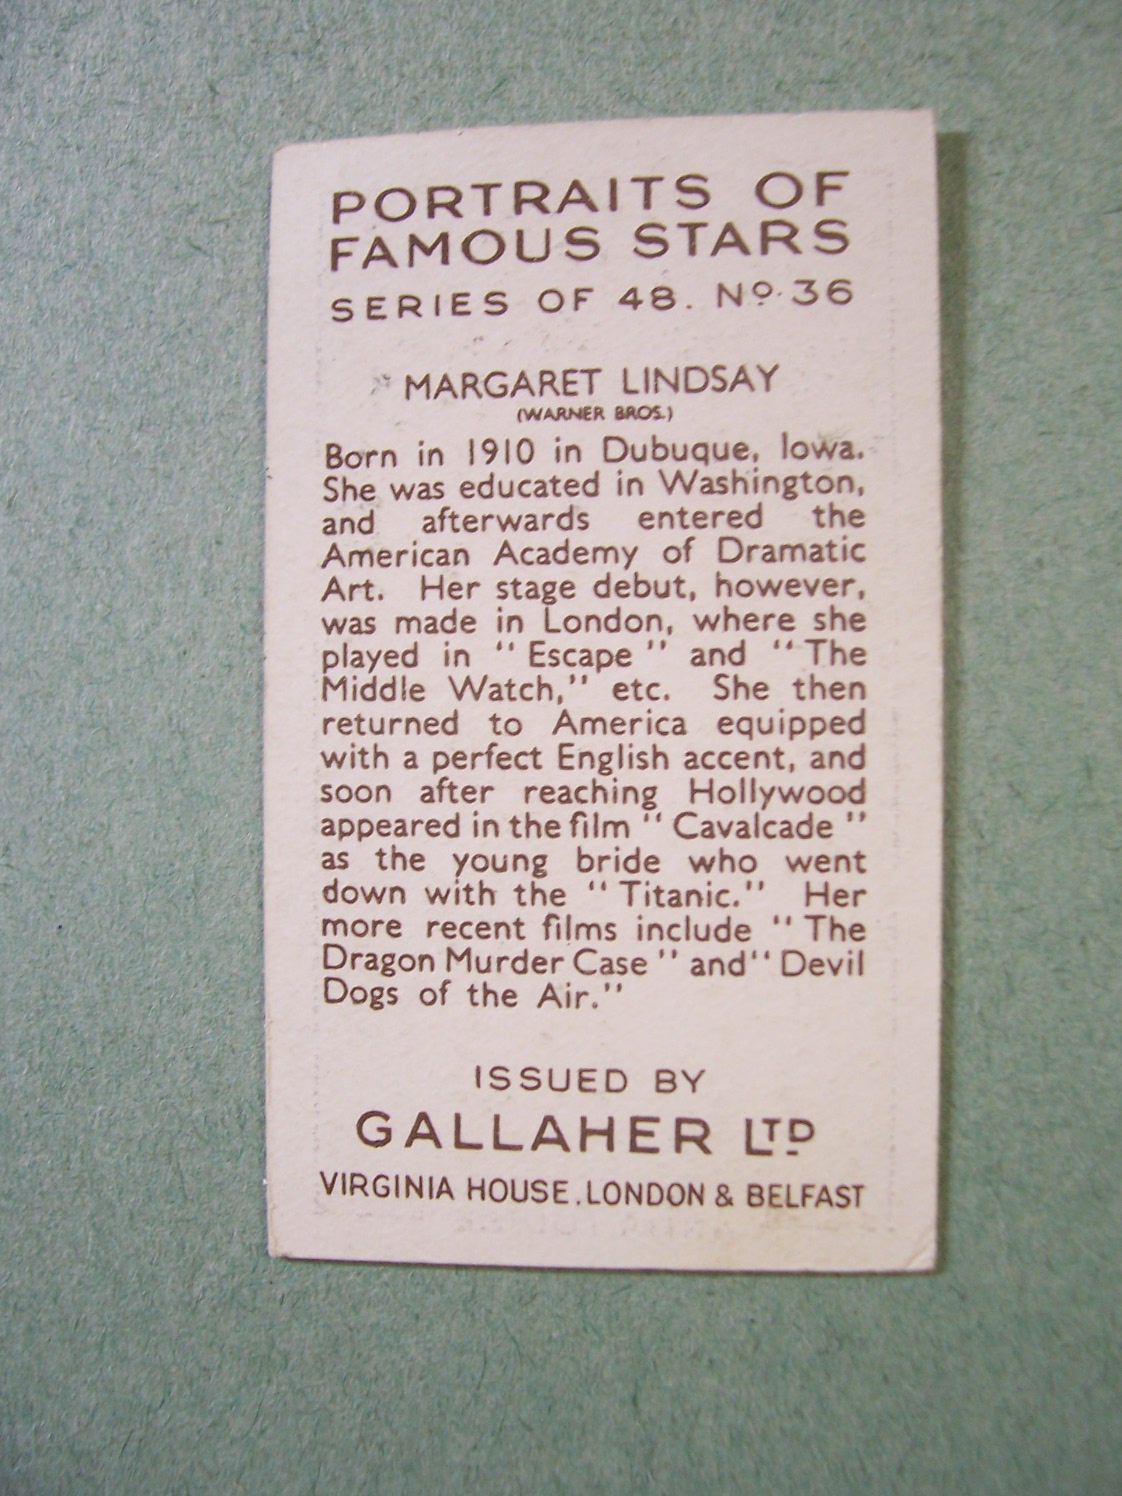 PORTRAITS OF
FAMOUS STARS
SERIES OF 48. Nº 36
MARGARET LINDSAY
(WARNER BROS.)
Born in 1910 in Dubuque, Iowa.
She was educated in Washington,
and afterwards entered the
American Academy of Dramatic
Art. Her stage debut, however,
was made in London, where she
played in "Escape" and "The
Middle Watch," etc. She then
returned to America equipped
with a perfect English accent, and
soon after reaching Hollywood
appeared in the film "Cavalcade"
as the young bride who went
down with the "Titanic." Her
more recent films include "The
Dragon Murder Case" and "Devil
Dogs of the Air."
ISSUED BY
GALLAHER LTD
VIRGINIA HOUSE, LONDON & BELFAST